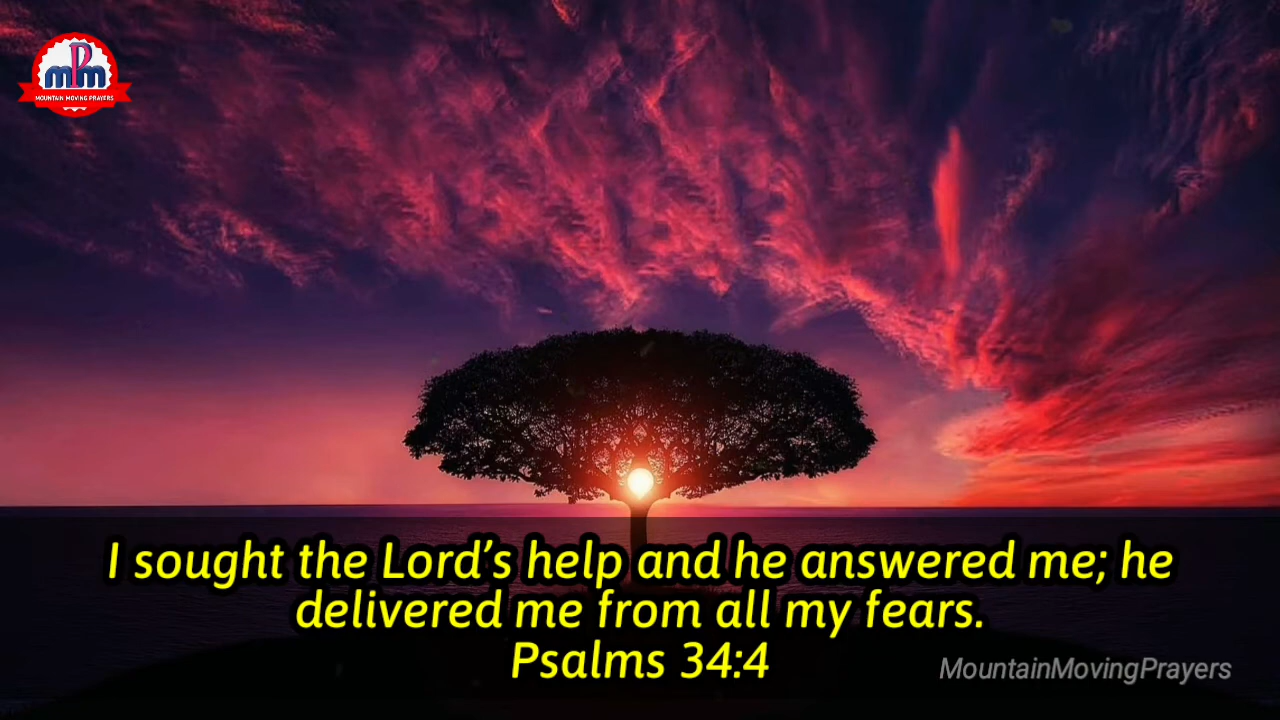 mPm
MOUNTAIN MOVING PRAYERS
I sought the Lord’s help and he answered me; he
delivered me from all my fears.
Psalms 34:4
MountainMovingPrayers